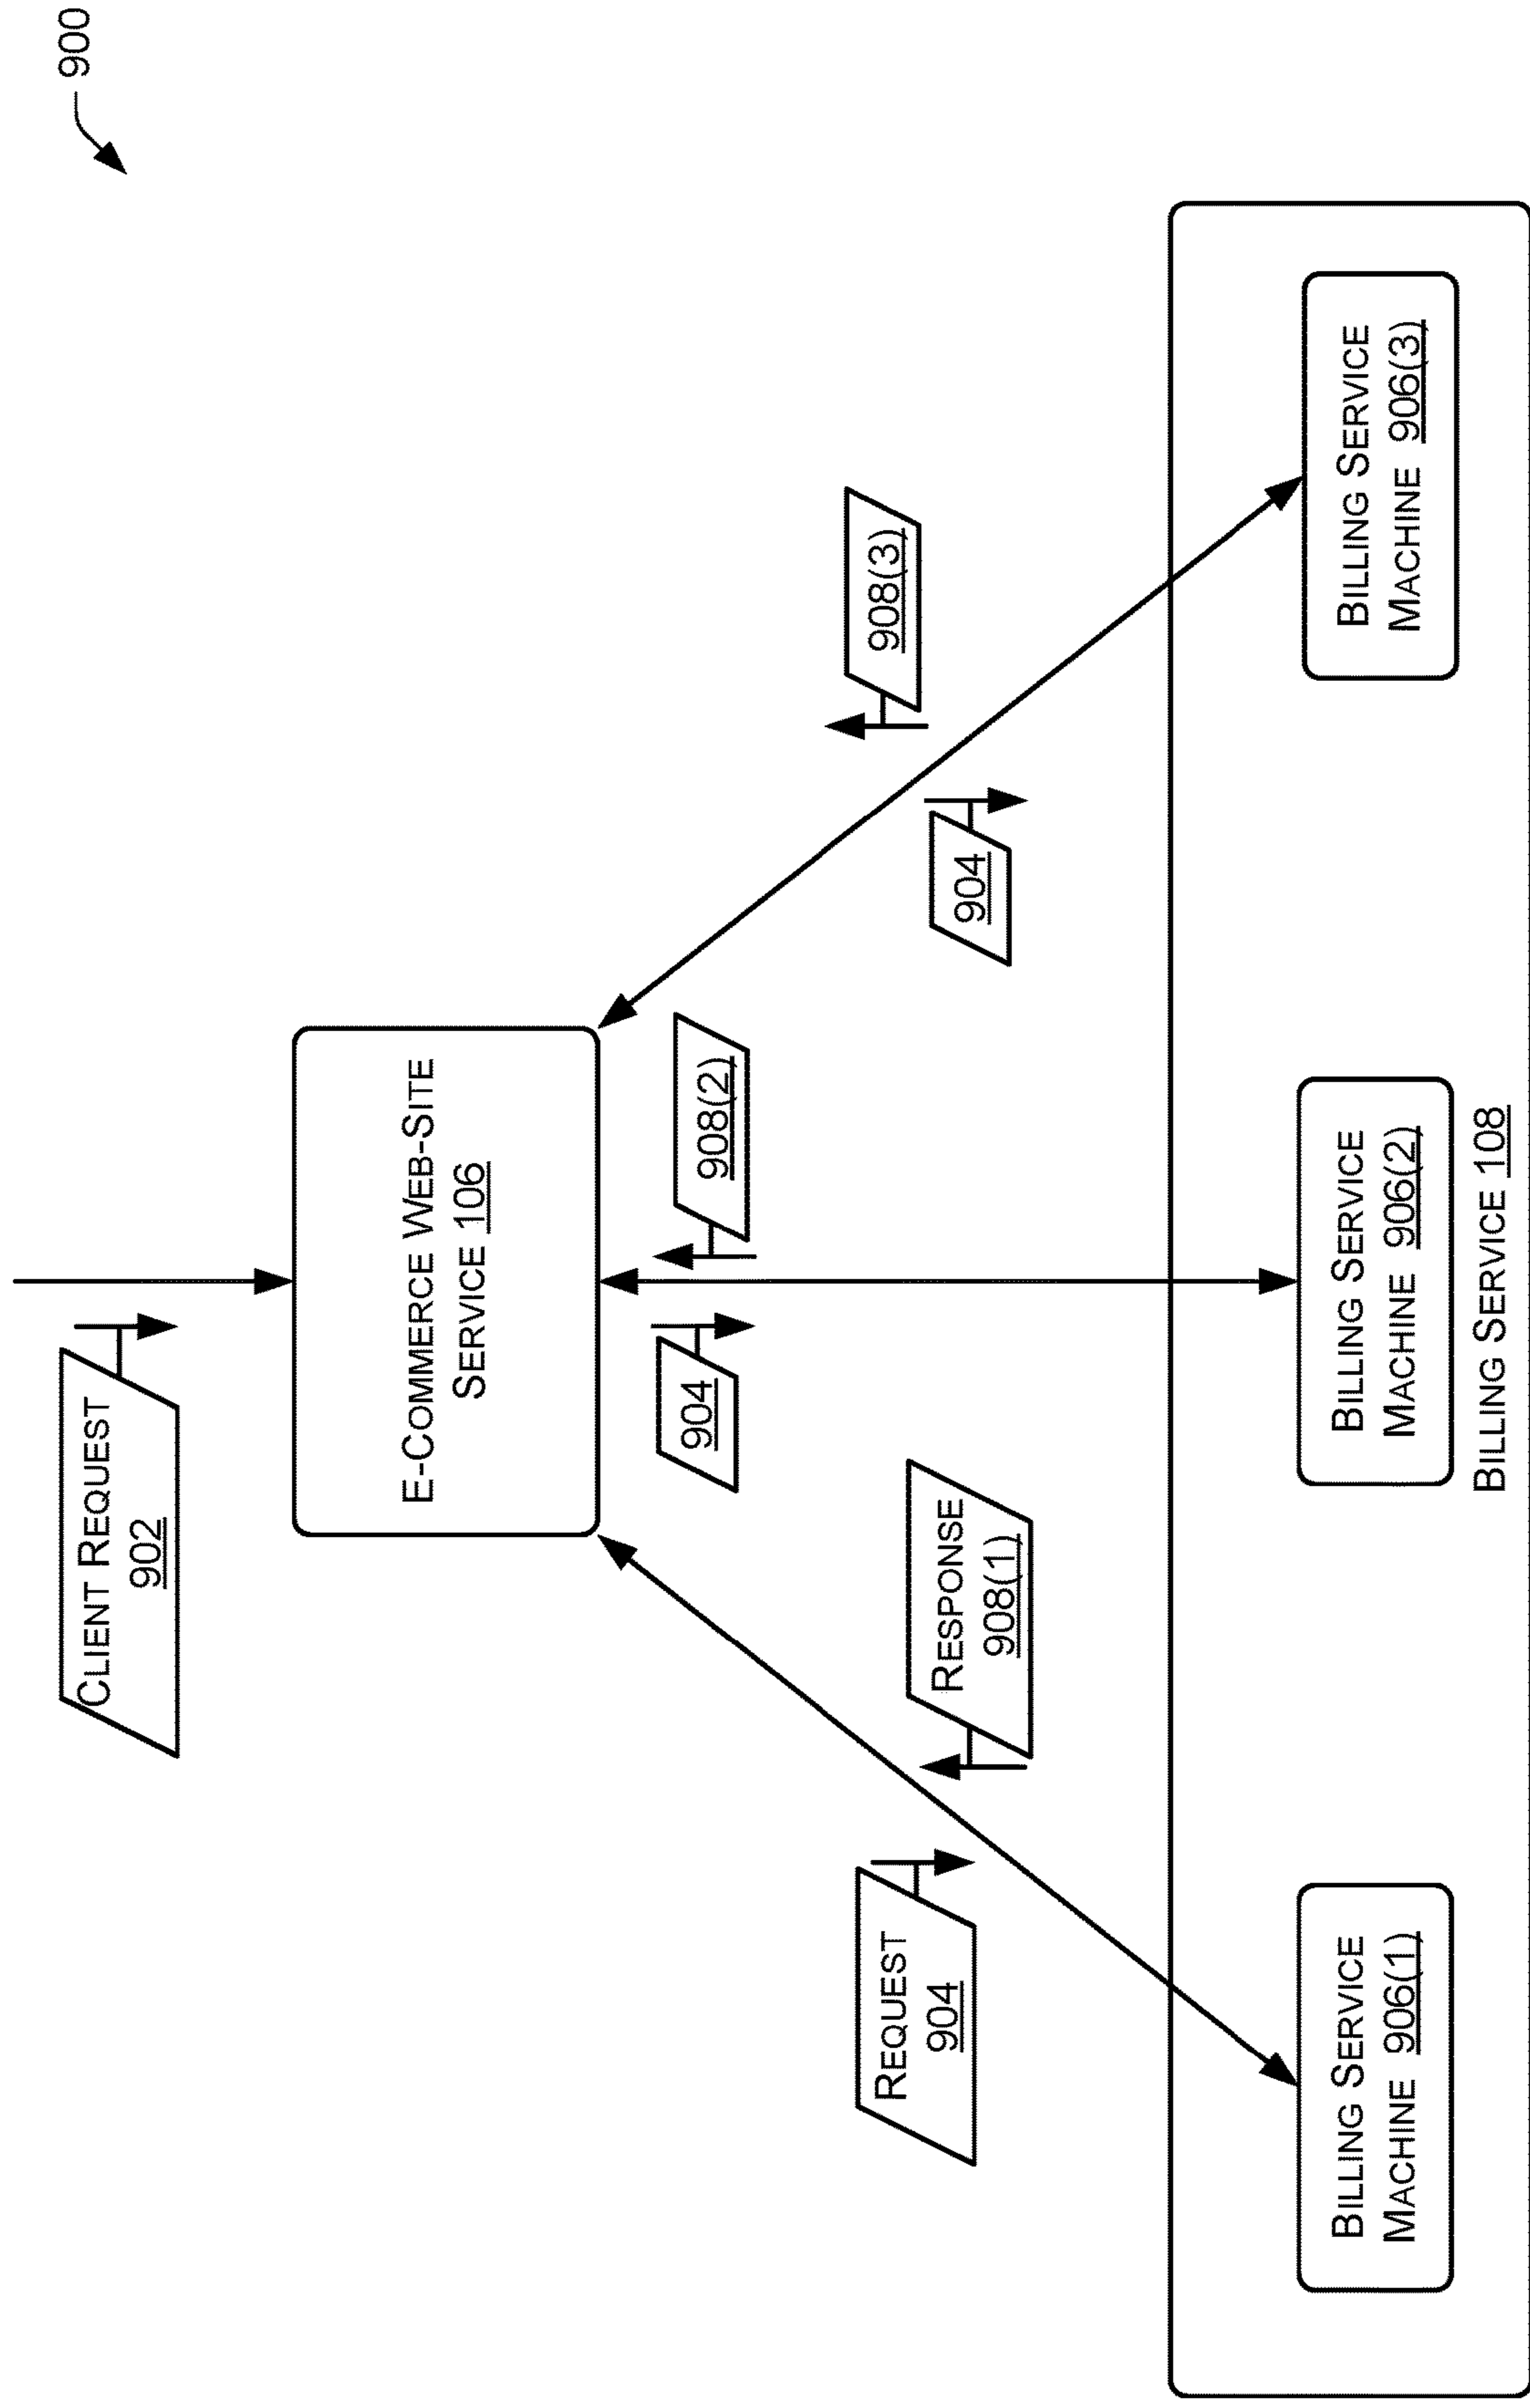 900
CLIENT REQUEST
902
E-COMMERCE WEB-SITE
SERVICE 106
904
908(2)
REQUEST
904
RESPONSE
908(1)
908(3)
904
BILLING SERVICE
MACHINE 906(1)
BILLING SERVICE
MACHINE 906(2)
BILLING SERVICE
MACHINE 906(3)
BILLING SERVICE 108